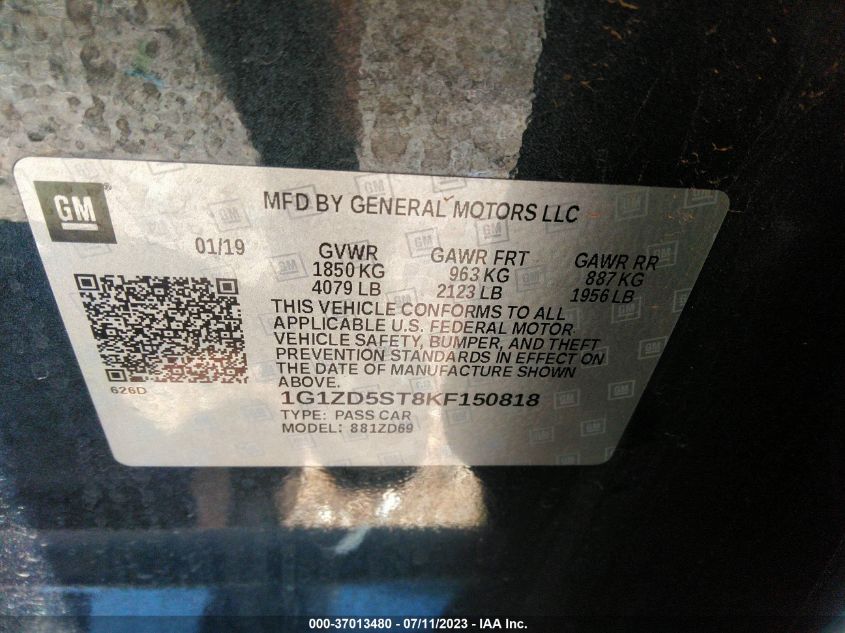 GM
MFD BY GENERAL MOTORS LLC
01/19
GVWR
1850 KG
4079 LB
GAWR FRT
963 KG
2123 LB
GAWR RR
887 KG
1956 LB
THIS VEHICLE CONFORMS TO ALL
APPLICABLE U.S. FEDERAL MOTOR
VEHICLE SAFETY, BUMPER, AND THEFT
PREVENTION STANDARDS IN EFFECT ON
THE DATE OF MANUFACTURE SHOWN
ABOVE.
626D
1G1ZD5ST8KF150818
TYPE: PASS CAR
MODEL: 881ZD69
000-37013480 - 07/11/2023 - IAA Inc.